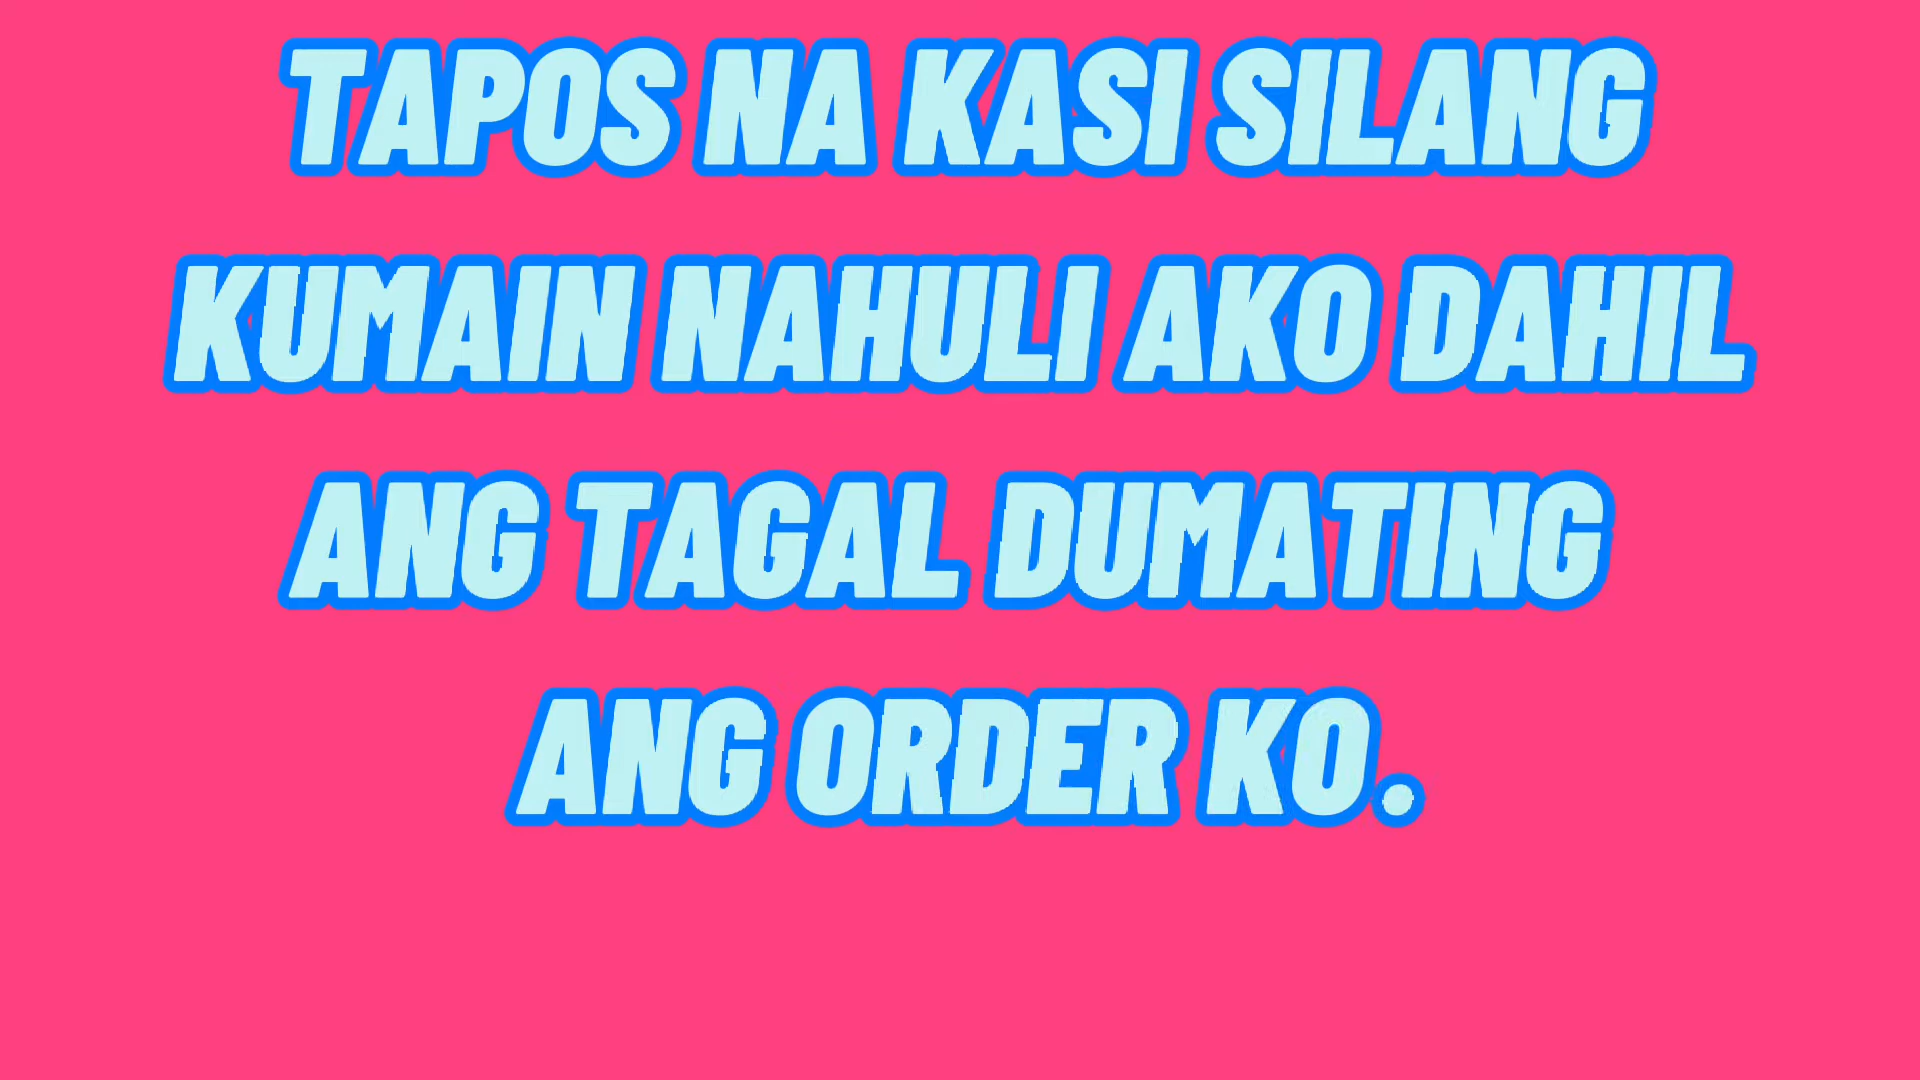 TAPOS NA KASI SILANG
KUMAIN NAHULI AKO DAHIL
ANG TAGAL DUMATING
ANG ORDER KO.